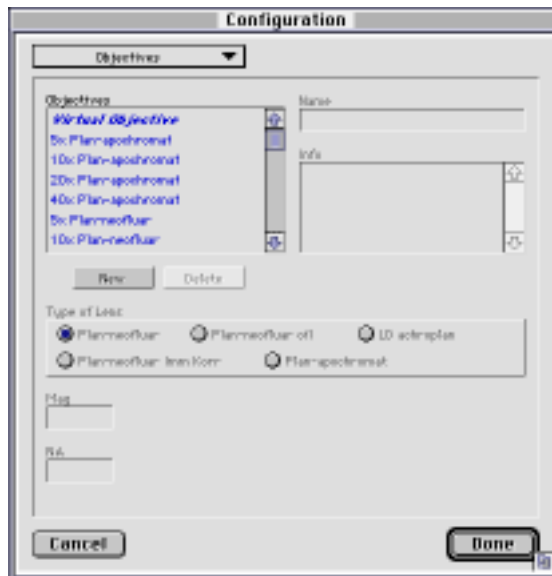 Configuration
Objectives
Objectives
Name
Virtual Objective
5x Plan-apochromat
10x Plan-apochromat
20x Plan-apochromat
40x Plan-apochromat
5x Plan-neofluar
10x Plan-neofluar
Info
New Delete
Type of Lens
Plan-neofluar Plan-neofluar oil LD achroplan
Plan-neofluar Imm Korr Plan-apochromat
Mag
NA
Cancel Done